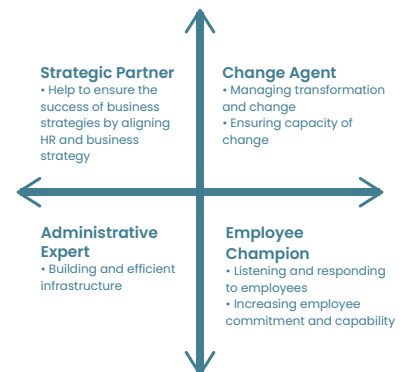 Strategic Partner
• Help to ensure the
success of business
strategies by aligning
HR and business
strategy
Change Agent
• Managing transformation
and change
• Ensuring capacity of
change
Administrative
Expert
• Building and efficient
infrastructure
Employee
Champion
• Listening and responding
to employees
• Increasing employee
commitment and capability